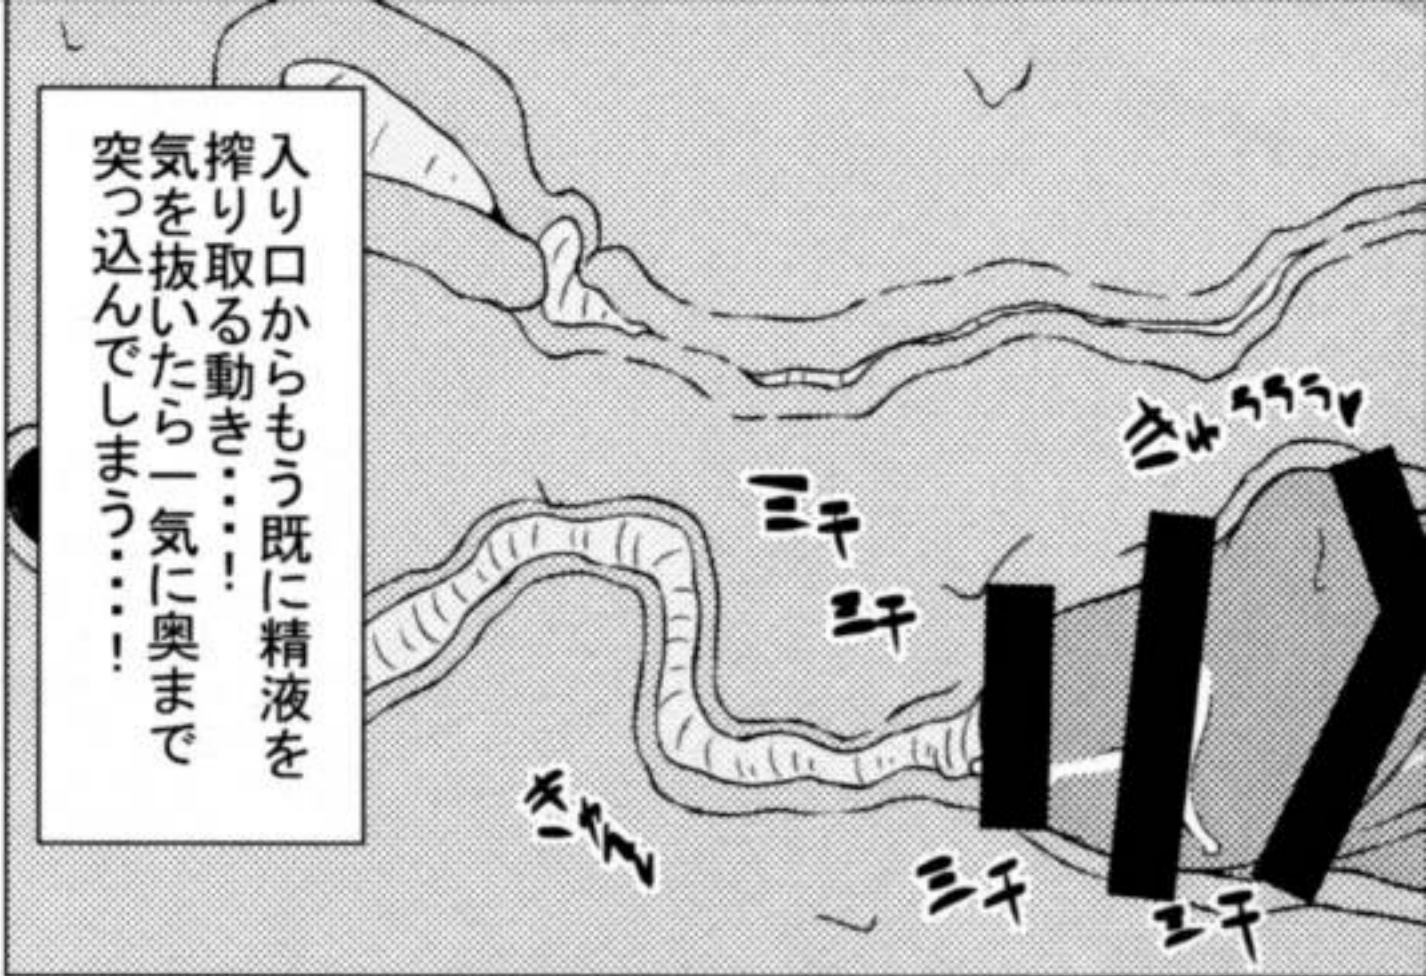 入り口からもう既に精液を
搾り取る動き・・・！
気を抜いたら一気に奥まで
突っ込んでしまう・・・！
きゅううう♥
ミチ
ミチ
きゅん
ミチ
ミチ